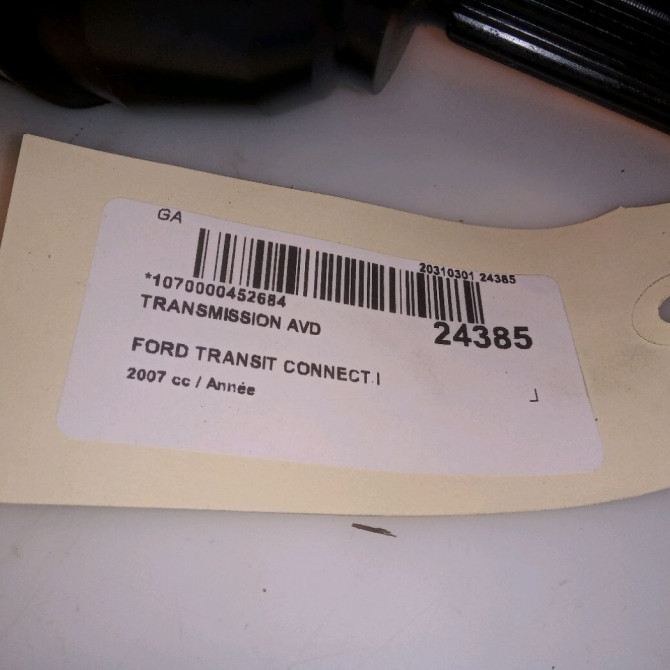 GA
20310301 24385
*1070000452684
TRANSMISSION AVD
24385
FORD TRANSIT CONNECT I
2007 cc / Année